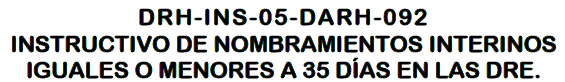 DRH-INS-05-DARH-092
INSTRUCTIVO DE NOMBRAMIENTOS INTERINOS
IGUALES O MENORES A 35 DÍAS EN LAS DRE.